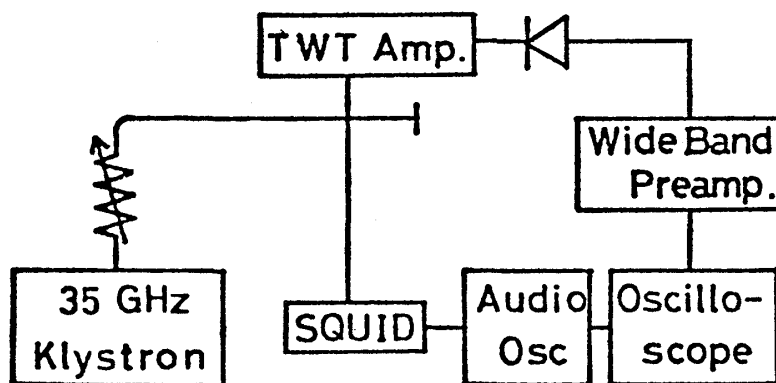 TWT Amp.
Wide Band
Preamp.
35 GHz
Klystron
SQUID
Audio
Osc
Oscillo-
scope